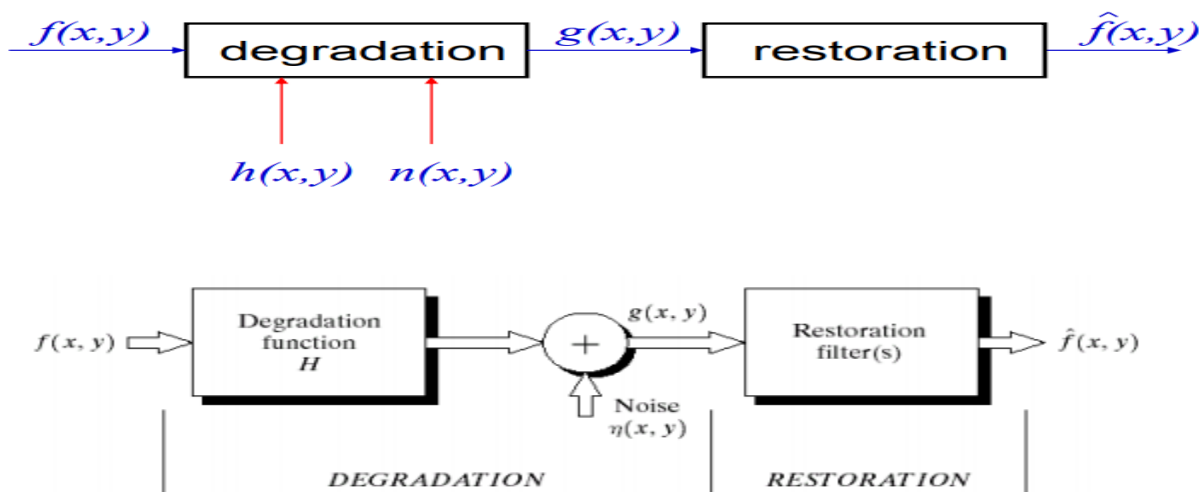 f(x,y) degradation g(x,y) restoration f̂(x,y)
h(x,y) n(x,y)
f(x, y)
Degradation
function
H
+
g(x, y)
Noise
η(x, y)
Restoration
filter(s)
f̂(x, y)
DEGRADATION RESTORATION